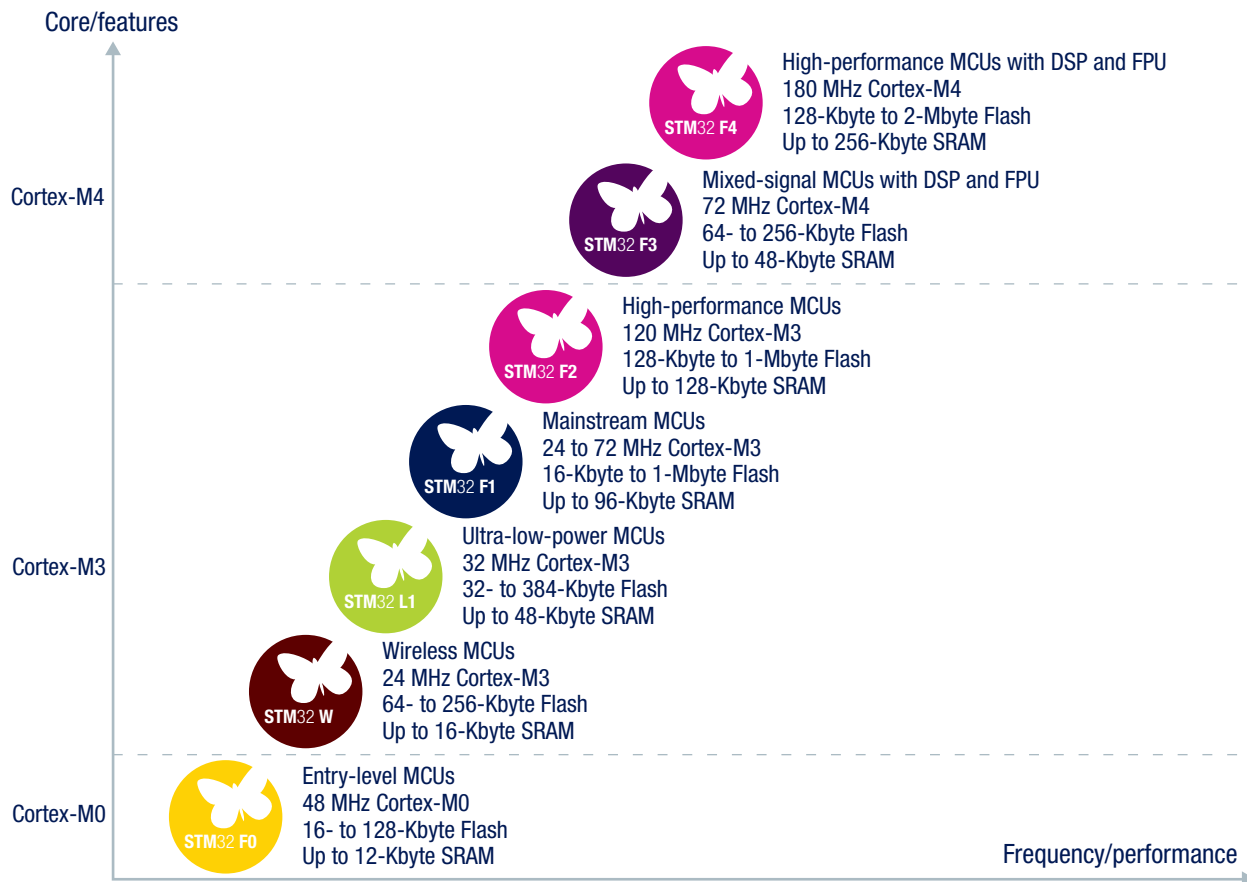 Core/features
STM32 F4
High-performance MCUs with DSP and FPU
180 MHz Cortex-M4
128-Kbyte to 2-Mbyte Flash
Up to 256-Kbyte SRAM
Cortex-M4
STM32 F3
Mixed-signal MCUs with DSP and FPU
72 MHz Cortex-M4
64- to 256-Kbyte Flash
Up to 48-Kbyte SRAM
STM32 F2
High-performance MCUs
120 MHz Cortex-M3
128-Kbyte to 1-Mbyte Flash
Up to 128-Kbyte SRAM
STM32 F1
Mainstream MCUs
24 to 72 MHz Cortex-M3
16-Kbyte to 1-Mbyte Flash
Up to 96-Kbyte SRAM
Cortex-M3
STM32 L1
Ultra-low-power MCUs
32 MHz Cortex-M3
32- to 384-Kbyte Flash
Up to 48-Kbyte SRAM
STM32 W
Wireless MCUs
24 MHz Cortex-M3
64- to 256-Kbyte Flash
Up to 16-Kbyte SRAM
Cortex-M0
STM32 F0
Entry-level MCUs
48 MHz Cortex-M0
16- to 128-Kbyte Flash
Up to 12-Kbyte SRAM
Frequency/performance